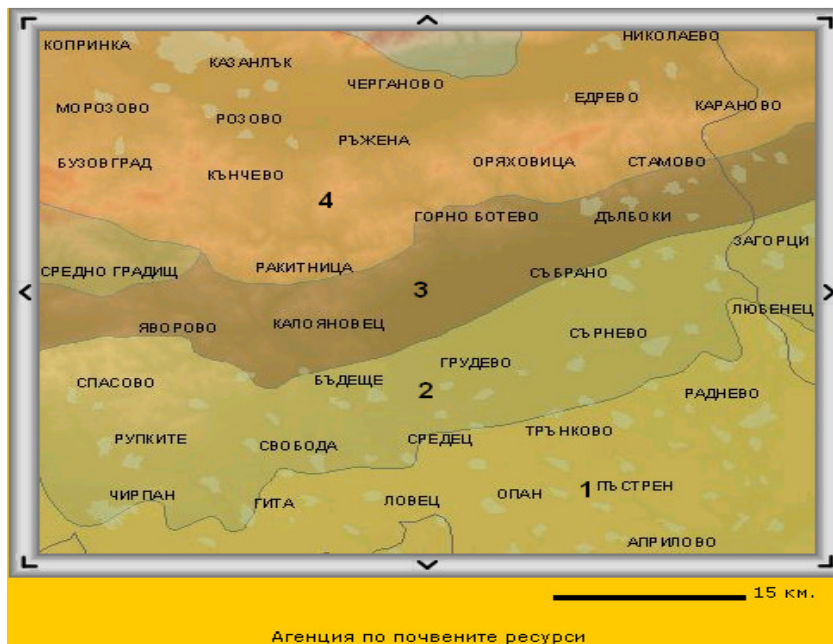 НИКОЛАЕВО
КОПРИНКА
КАЗАНЛЪК
ЧЕРГАНОВО
ЕДРЕВО
КАРАНОВО
МОРОЗОВО
РОЗОВО
РЪЖЕНА
БУЗОВГРАД
ОРЯХОВИЦА
СТАМОВО
КЪНЧЕВО
4
ГОРНО БОТЕВО
ДЪЛБОКИ
ЗАГОРЦИ
СРЕДНО ГРАДИЩ
РАКИТНИЦА
СЪБРАНО
3
ЛЮБЕНЕЦ
ЯВОРОВО
КАЛОЯНОВЕЦ
СЪРНЕВО
ГРУДЕВО
СПАСОВО
БЪДЕЩЕ
2
РАДНЕВО
РУПКИТЕ
СВОБОДА
СРЕДЕЦ
ТРЪНКОВО
ЧИРПАН
ГИТА
ЛОВЕЦ
ОПАН
1
ПЪСТРЕН
АПРИЛОВО
15 км.
Агенция по почвените ресурси